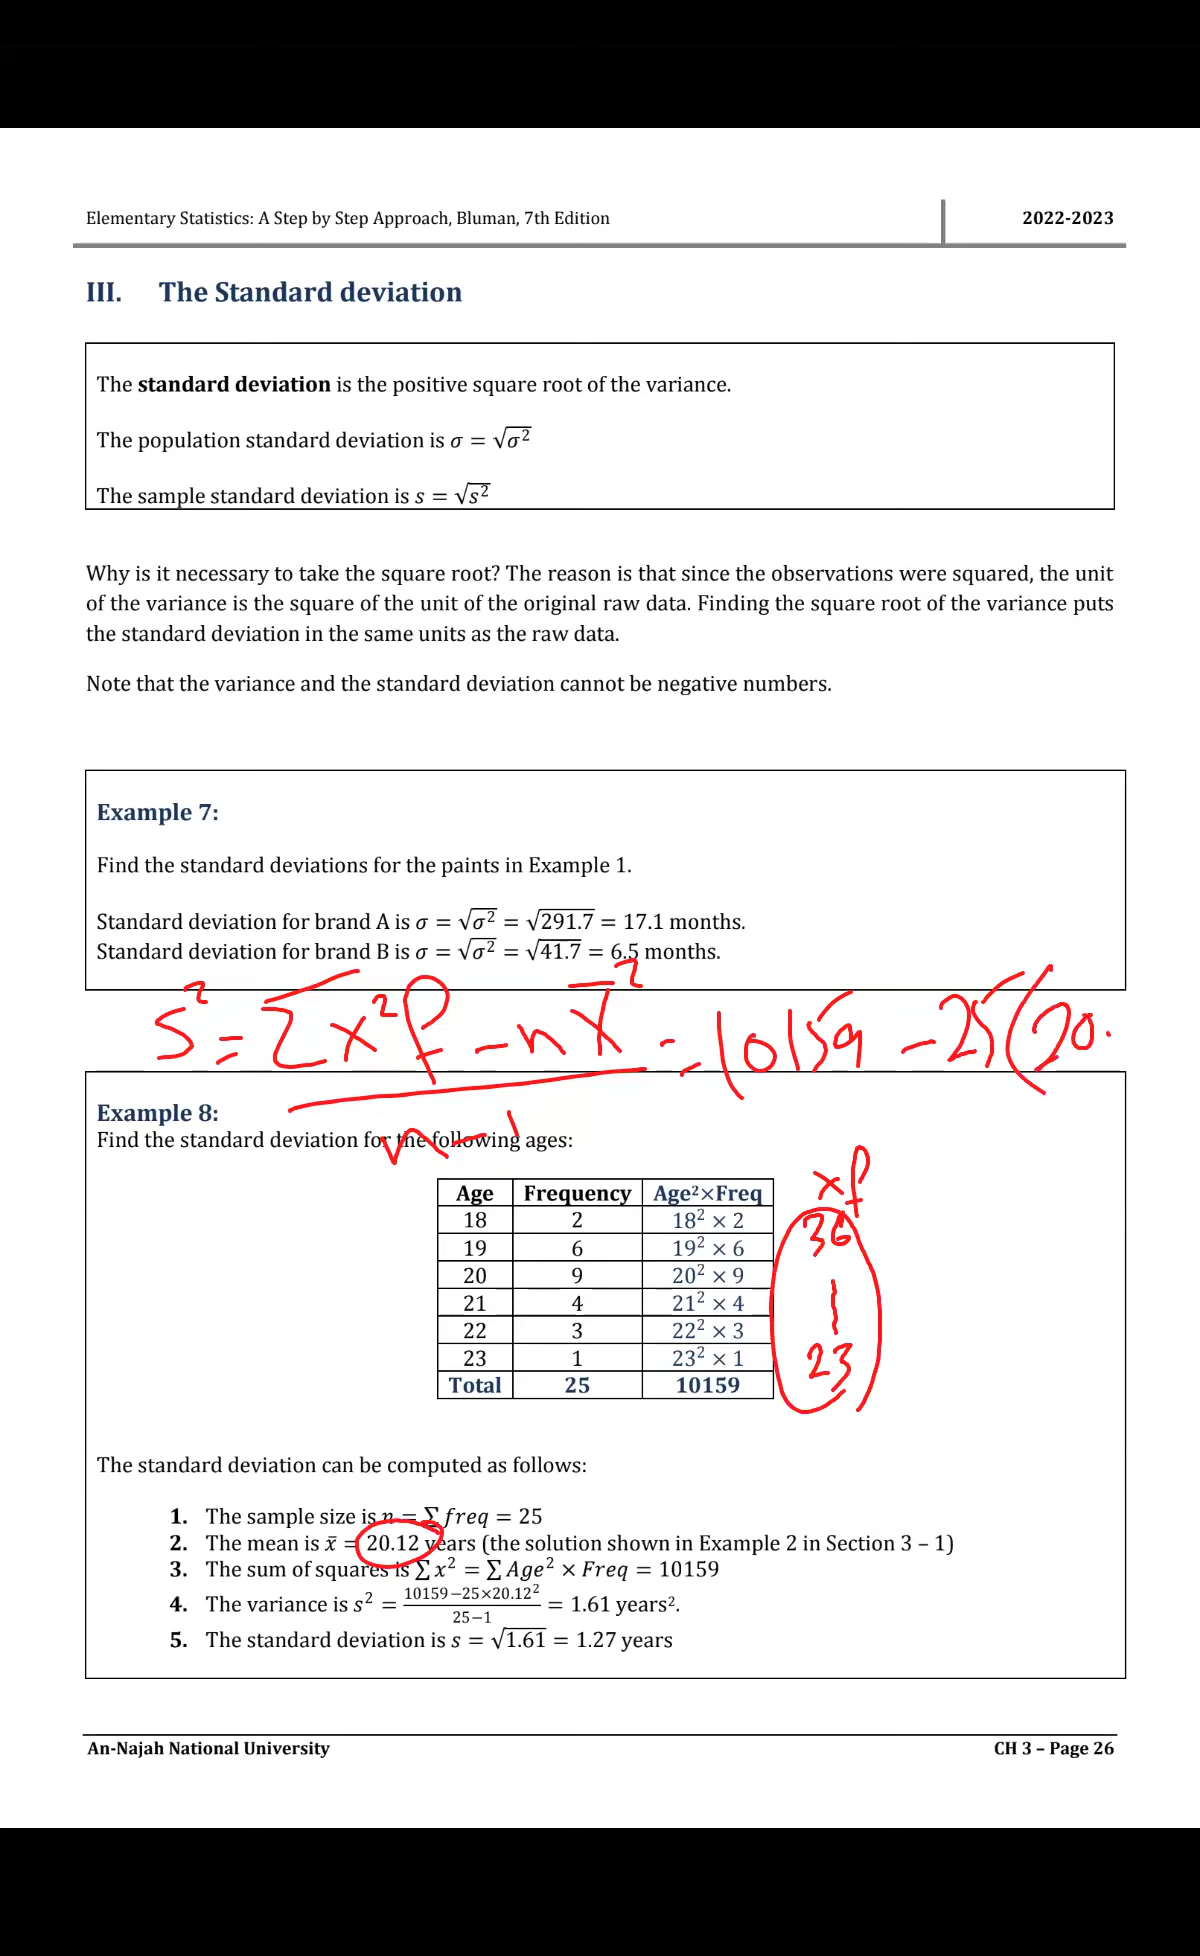 Elementary Statistics: A Step by Step Approach, Bluman, 7th Edition 2022-2023
III. The Standard deviation
The standard deviation is the positive square root of the variance.
The population standard deviation is σ = √σ²
The sample standard deviation is s = √s²
Why is it necessary to take the square root? The reason is that since the observations were squared, the unit
of the variance is the square of the unit of the original raw data. Finding the square root of the variance puts
the standard deviation in the same units as the raw data.
Note that the variance and the standard deviation cannot be negative numbers.
Example 7:
Find the standard deviations for the paints in Example 1.
Standard deviation for brand A is σ = √σ² = √291.7 = 17.1 months.
Standard deviation for brand B is σ = √σ² = √41.7 = 6.5 months.
s² = Σx²f − nx̄² = 10159 − 25(20.
n − 1
Example 8:
Find the standard deviation for the following ages:
xf
Age Frequency Age²×Freq
18 2 18² × 2 36
19 6 19² × 6
20 9 20² × 9
21 4 21² × 4
22 3 22² × 3
23 1 23² × 1 23
Total 25 10159
The standard deviation can be computed as follows:
1. The sample size is n = ∑ freq = 25
2. The mean is x̄ = 20.12 years (the solution shown in Example 2 in Section 3 – 1)
3. The sum of squares is ∑ x² = ∑ Age² × Freq = 10159
4. The variance is s² = (10159−25×20.12²)/(25−1) = 1.61 years².
5. The standard deviation is s = √1.61 = 1.27 years
An-Najah National University CH 3 – Page 26